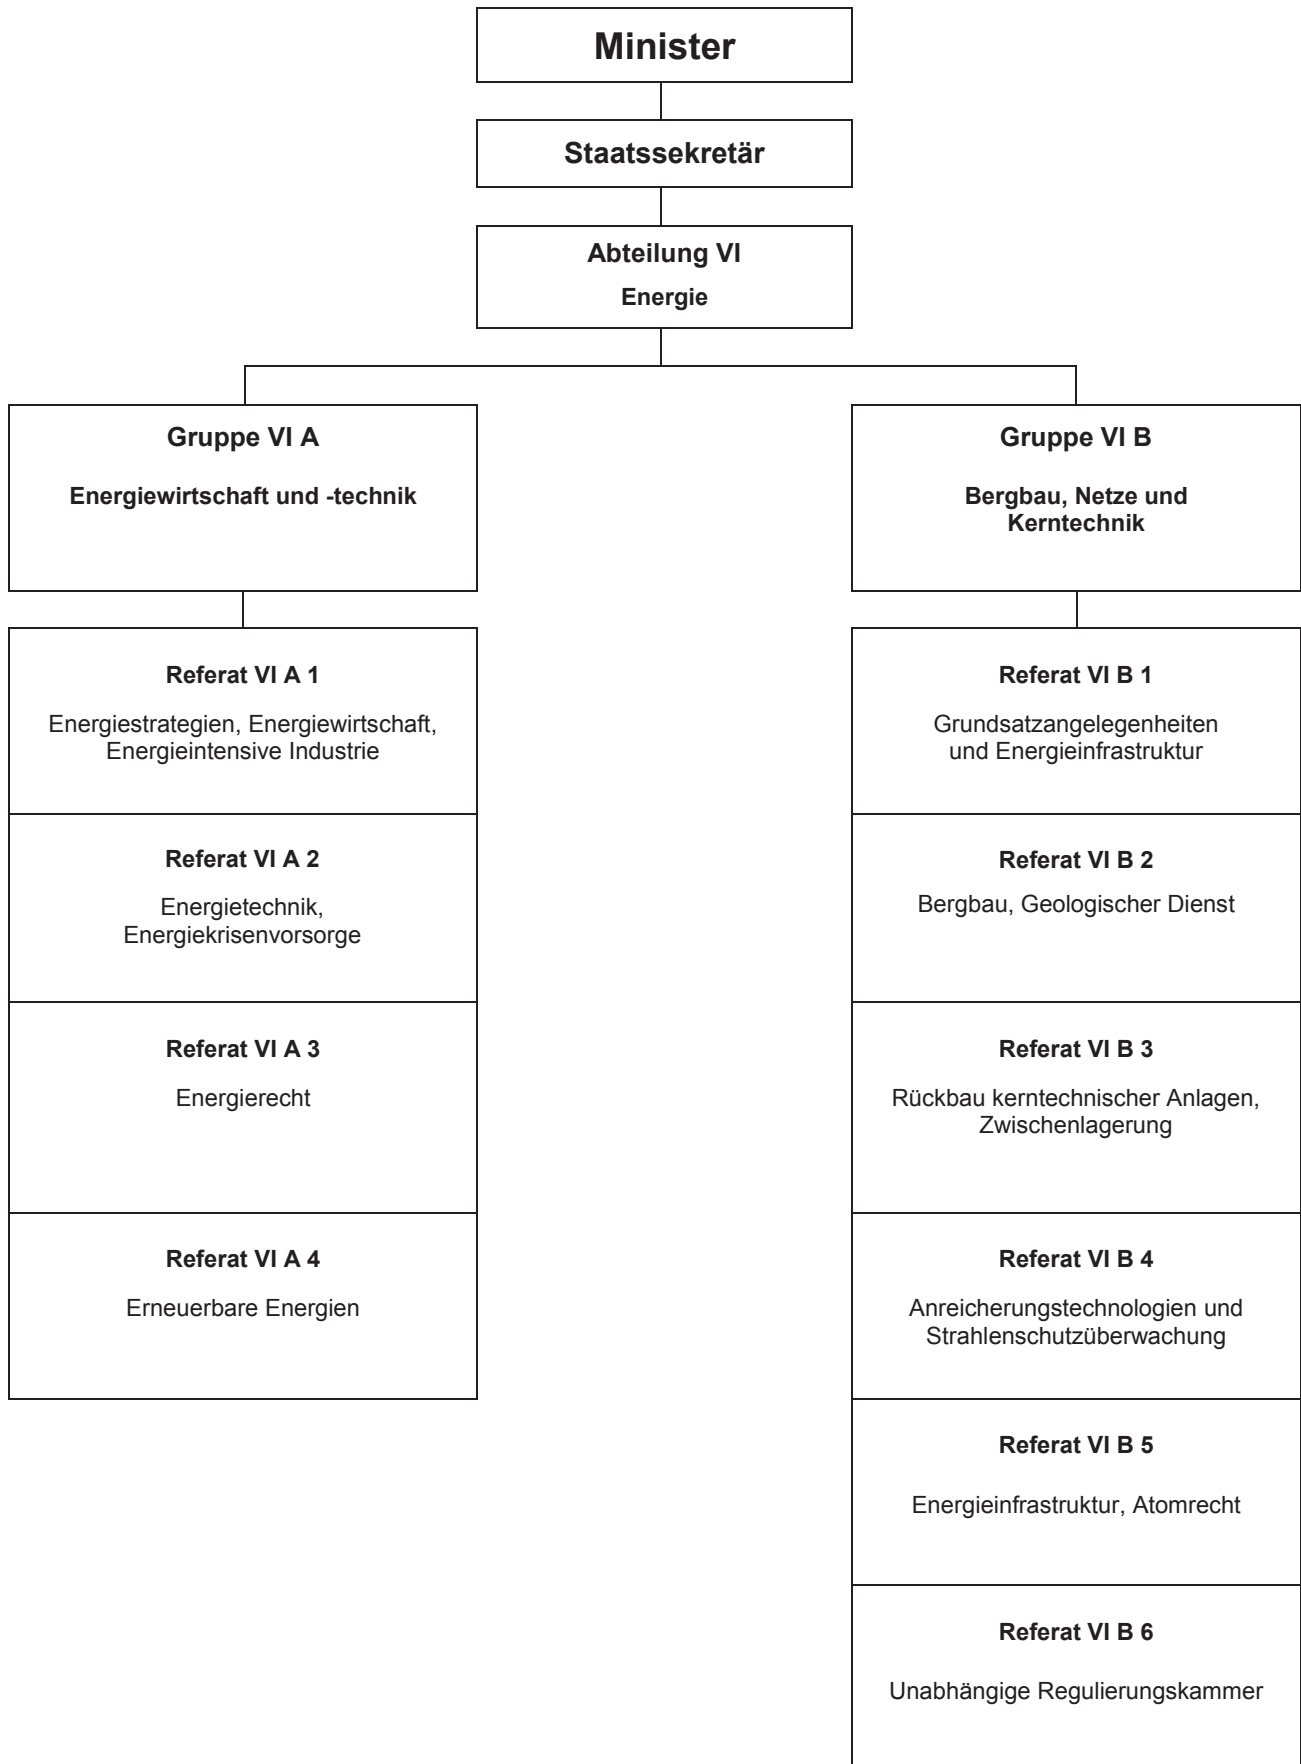 Minister
Staatssekretär
Abteilung VI
Energie
Gruppe VI A
Energiewirtschaft und -technik
Gruppe VI B
Bergbau, Netze und
Kerntechnik
Referat VI A 1
Energiestrategien, Energiewirtschaft,
Energieintensive Industrie
Referat VI A 2
Energietechnik,
Energiekrisenvorsorge
Referat VI A 3
Energierecht
Referat VI A 4
Erneuerbare Energien
Referat VI B 1
Grundsatzangelegenheiten
und Energieinfrastruktur
Referat VI B 2
Bergbau, Geologischer Dienst
Referat VI B 3
Rückbau kerntechnischer Anlagen,
Zwischenlagerung
Referat VI B 4
Anreicherungstechnologien und
Strahlenschutzüberwachung
Referat VI B 5
Energieinfrastruktur, Atomrecht
Referat VI B 6
Unabhängige Regulierungskammer